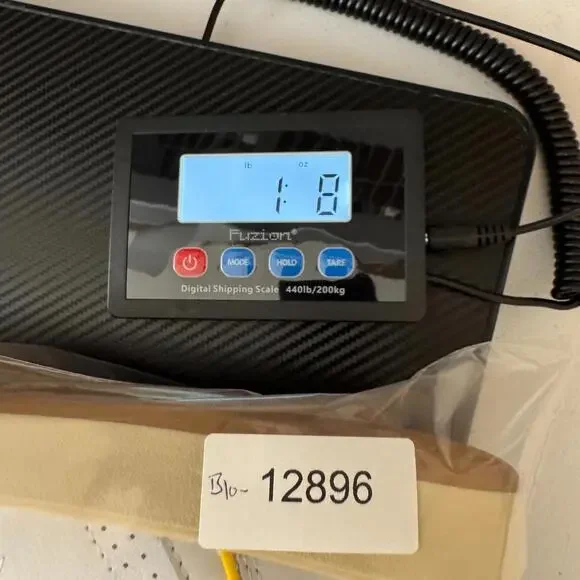 lb oz
1: 8
Fuzion®
MODE HOLD TARE
Digital Shipping Scale 440lb/200kg
B10- 12896